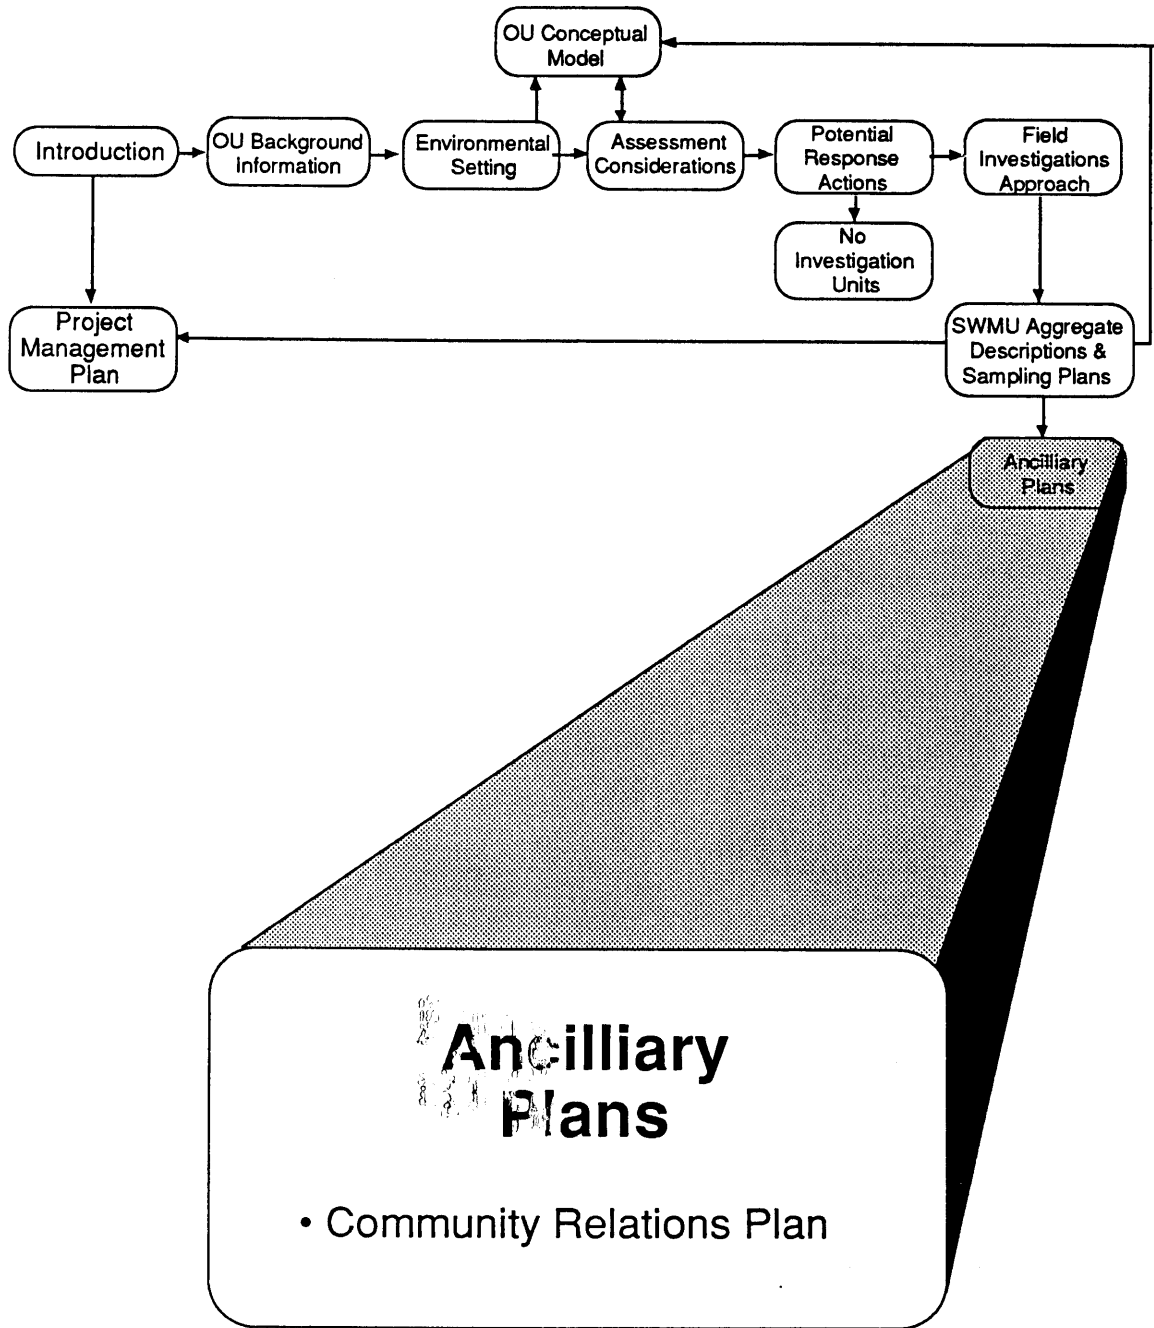 OU Conceptual
Model
Introduction
OU Background
Information
Environmental
Setting
Assessment
Considerations
Potential
Response
Actions
Field
Investigations
Approach
No
Investigation
Units
Project
Management
Plan
SWMU Aggregate
Descriptions &
Sampling Plans
Ancilliary
Plans
Ancilliary
Plans
• Community Relations Plan